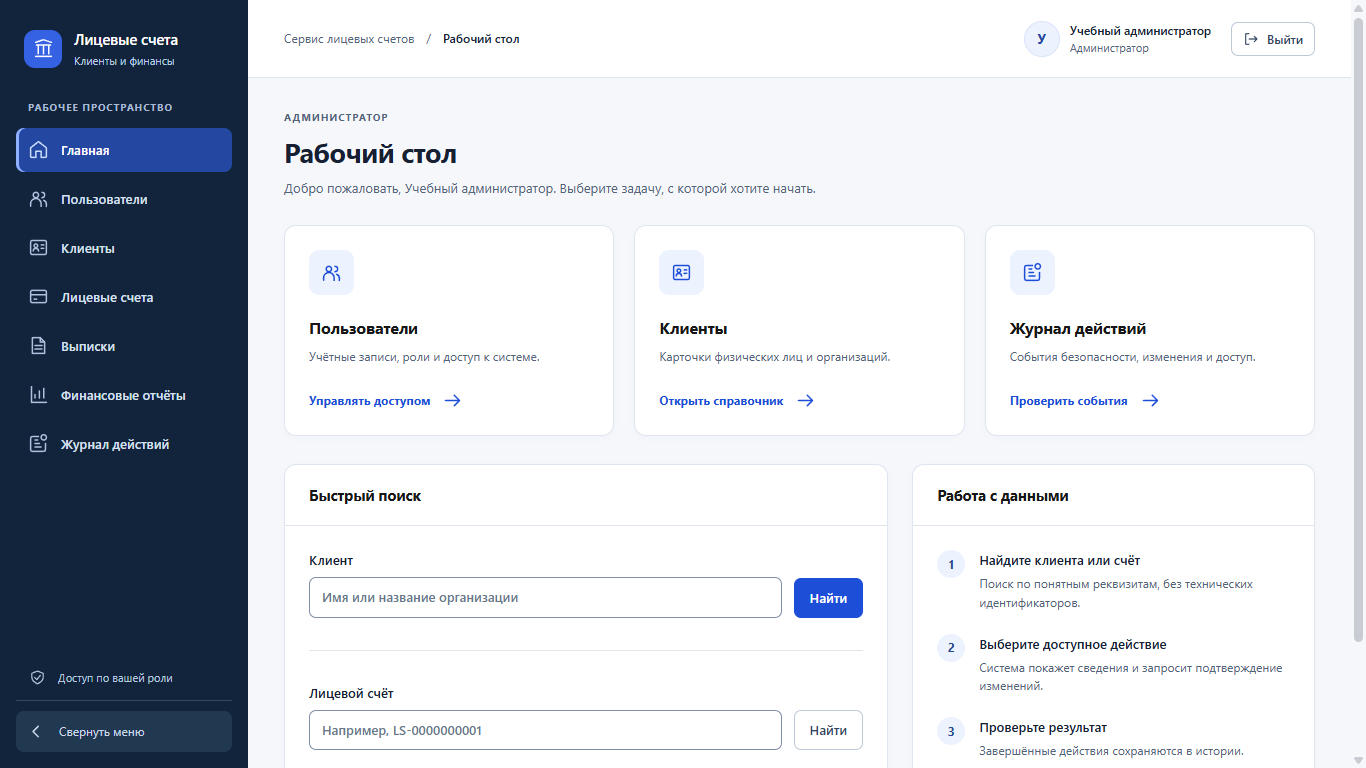 Лицевые счета
Клиенты и финансы
РАБОЧЕЕ ПРОСТРАНСТВО
Главная
Пользователи
Клиенты
Лицевые счета
Выписки
Финансовые отчёты
Журнал действий
Доступ по вашей роли
Свернуть меню
Сервис лицевых счетов / Рабочий стол
У
Учебный администратор
Администратор
Выйти
АДМИНИСТРАТОР
Рабочий стол
Добро пожаловать, Учебный администратор. Выберите задачу, с которой хотите начать.
Пользователи
Учётные записи, роли и доступ к системе.
Управлять доступом
Клиенты
Карточки физических лиц и организаций.
Открыть справочник
Журнал действий
События безопасности, изменения и доступ.
Проверить события
Быстрый поиск
Клиент
Имя или название организации
Найти
Лицевой счёт
Например, LS-0000000001
Найти
Работа с данными
1
Найдите клиента или счёт
Поиск по понятным реквизитам, без технических
идентификаторов.
2
Выберите доступное действие
Система покажет сведения и запросит подтверждение
изменений.
3
Проверьте результат
Завершённые действия сохраняются в истории.